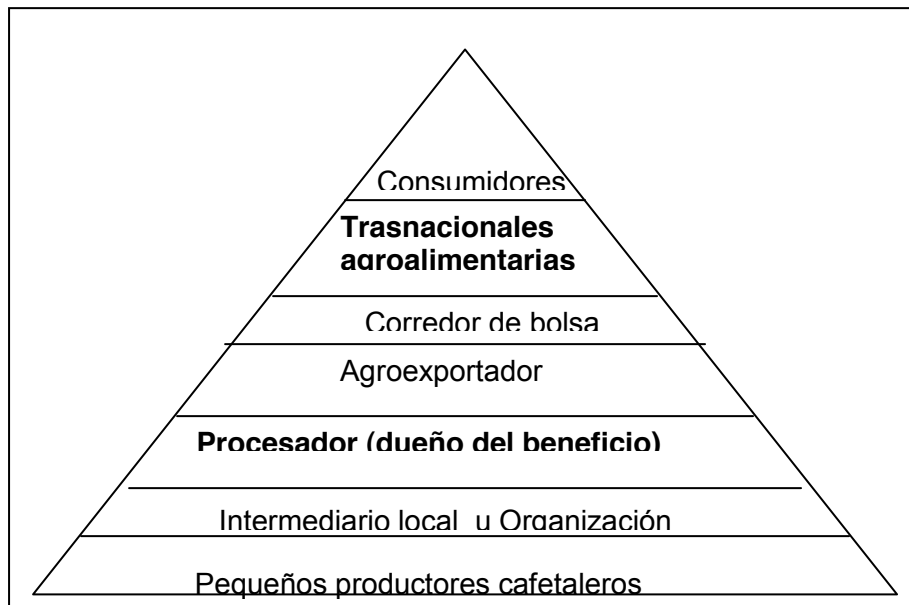 Consumidores
Trasnacionales
agroalimentarias
Corredor de bolsa
Agroexportador
Procesador (dueño del beneficio)
Intermediario local u Organización
Pequeños productores cafetaleros